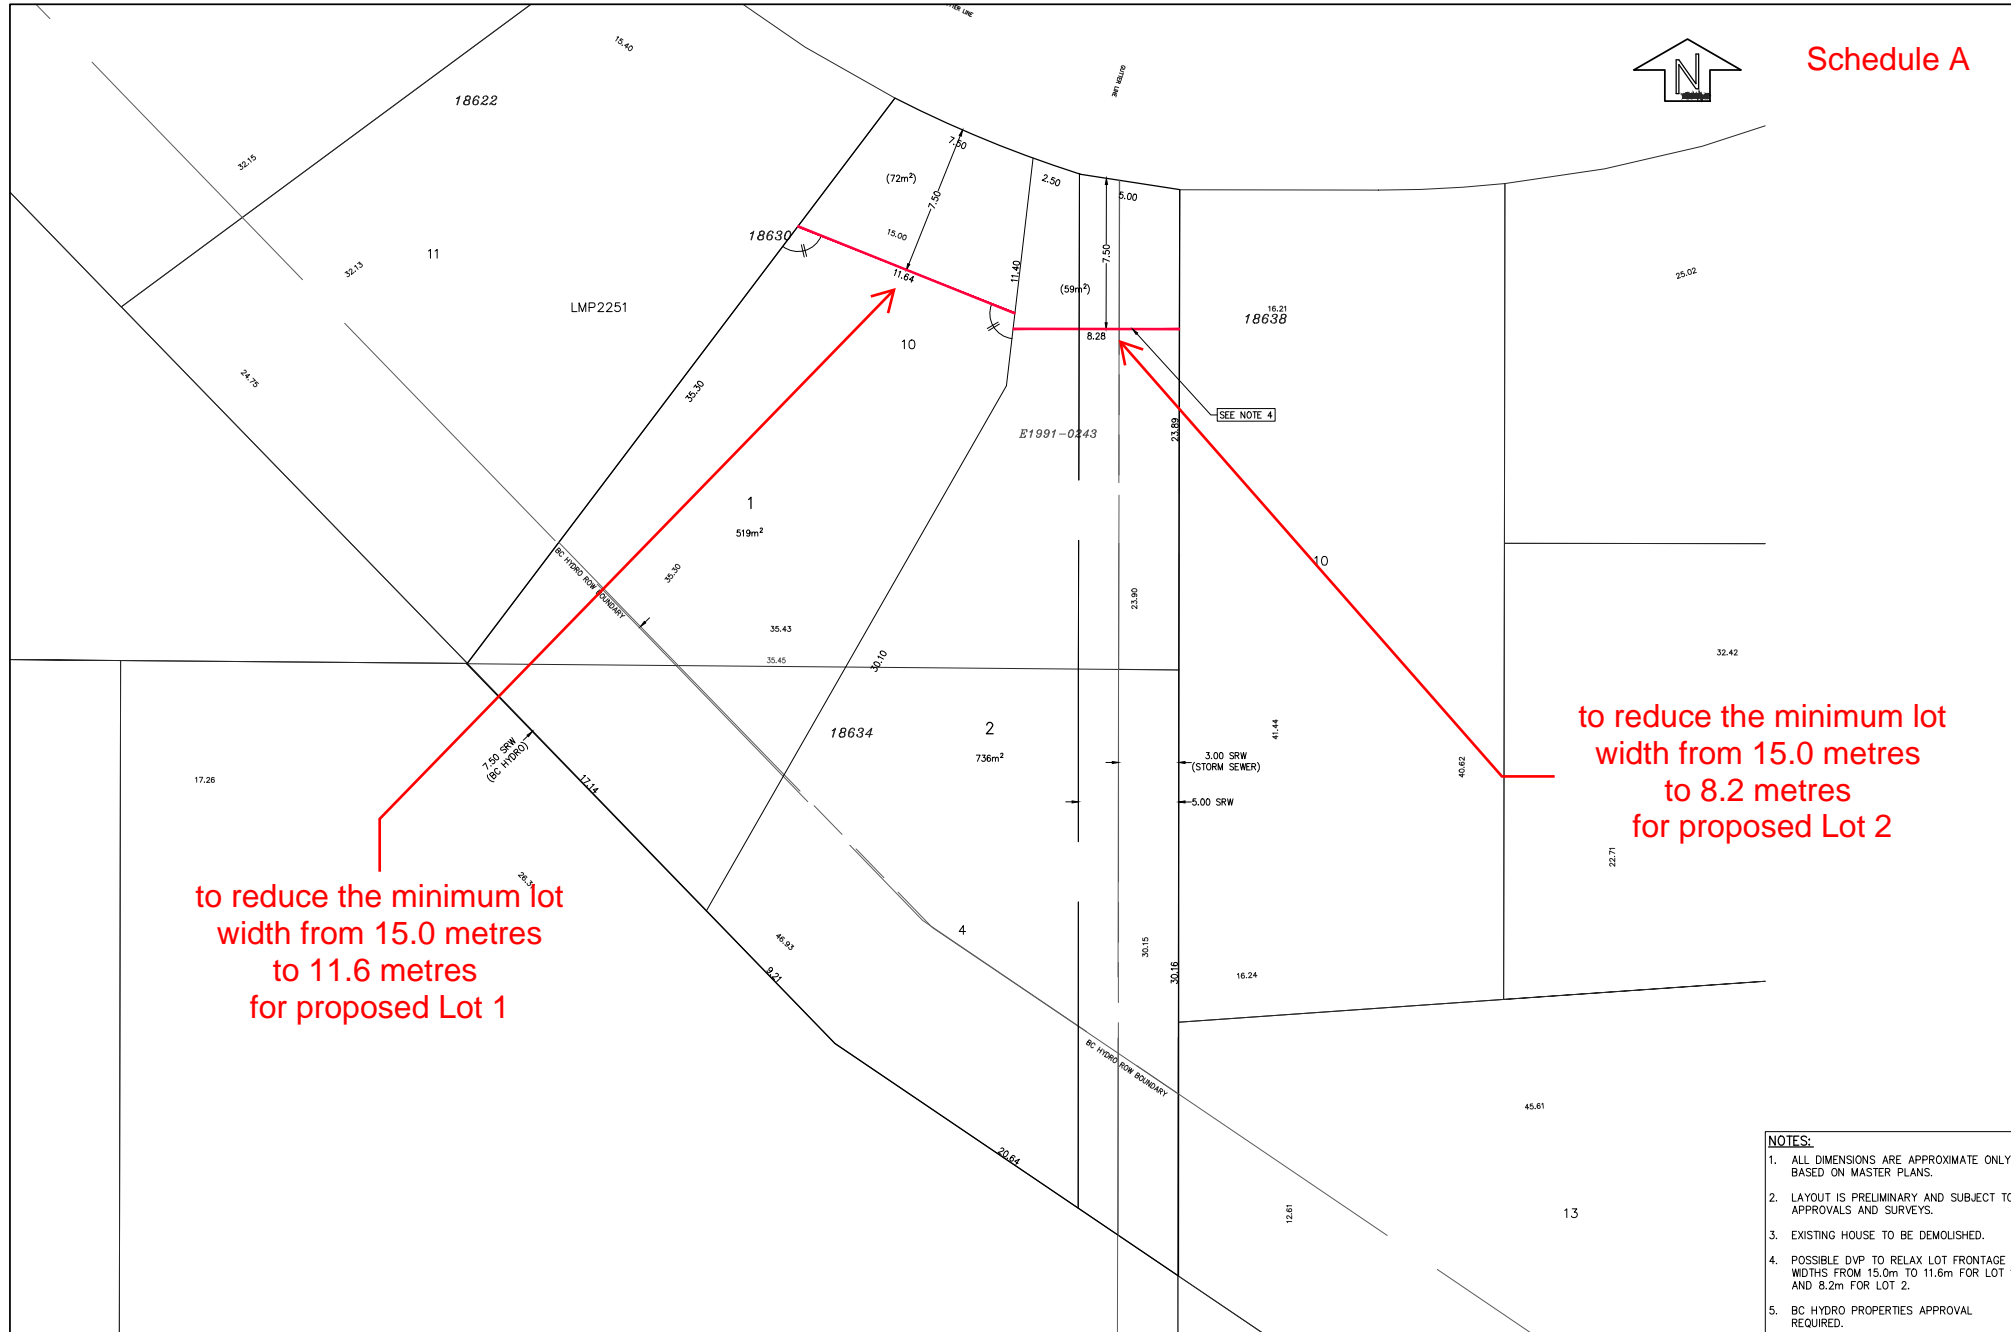 Schedule A
GUTTER LINE
15.40
18622
32.15
7.50
(72m²)
7.50
2.50
5.00
15.00
18630
11
32.13
11.64
11.40
7.50
(59m²)
25.02
LMP2251
16.21
18638
8.28
10
24.75
35.30
SEE NOTE 4
E1991-0243
23.89
1
519m²
10
BC HYDRO ROW BOUNDARY
35.30
23.90
35.43
35.45
30.10
32.42
2
18634
736m²
41.44
3.00 SRW
(STORM SEWER)
5.00 SRW
40.62
7.50 SRW
(BC HYDRO)
17.26
17.14
to reduce the minimum lot
width from 15.0 metres
to 8.2 metres
for proposed Lot 2
22.71
26.31
to reduce the minimum lot
width from 15.0 metres
to 11.6 metres
for proposed Lot 1
46.93
4
9.21
30.15
30.16
16.24
BC HYDRO ROW BOUNDARY
20.64
45.61
12.61
13
NOTES:
1. ALL DIMENSIONS ARE APPROXIMATE ONLY
BASED ON MASTER PLANS.
2. LAYOUT IS PRELIMINARY AND SUBJECT TO
APPROVALS AND SURVEYS.
3. EXISTING HOUSE TO BE DEMOLISHED.
4. POSSIBLE DVP TO RELAX LOT FRONTAGE
WIDTHS FROM 15.0m TO 11.6m FOR LOT
AND 8.2m FOR LOT 2.
5. BC HYDRO PROPERTIES APPROVAL
REQUIRED.
N